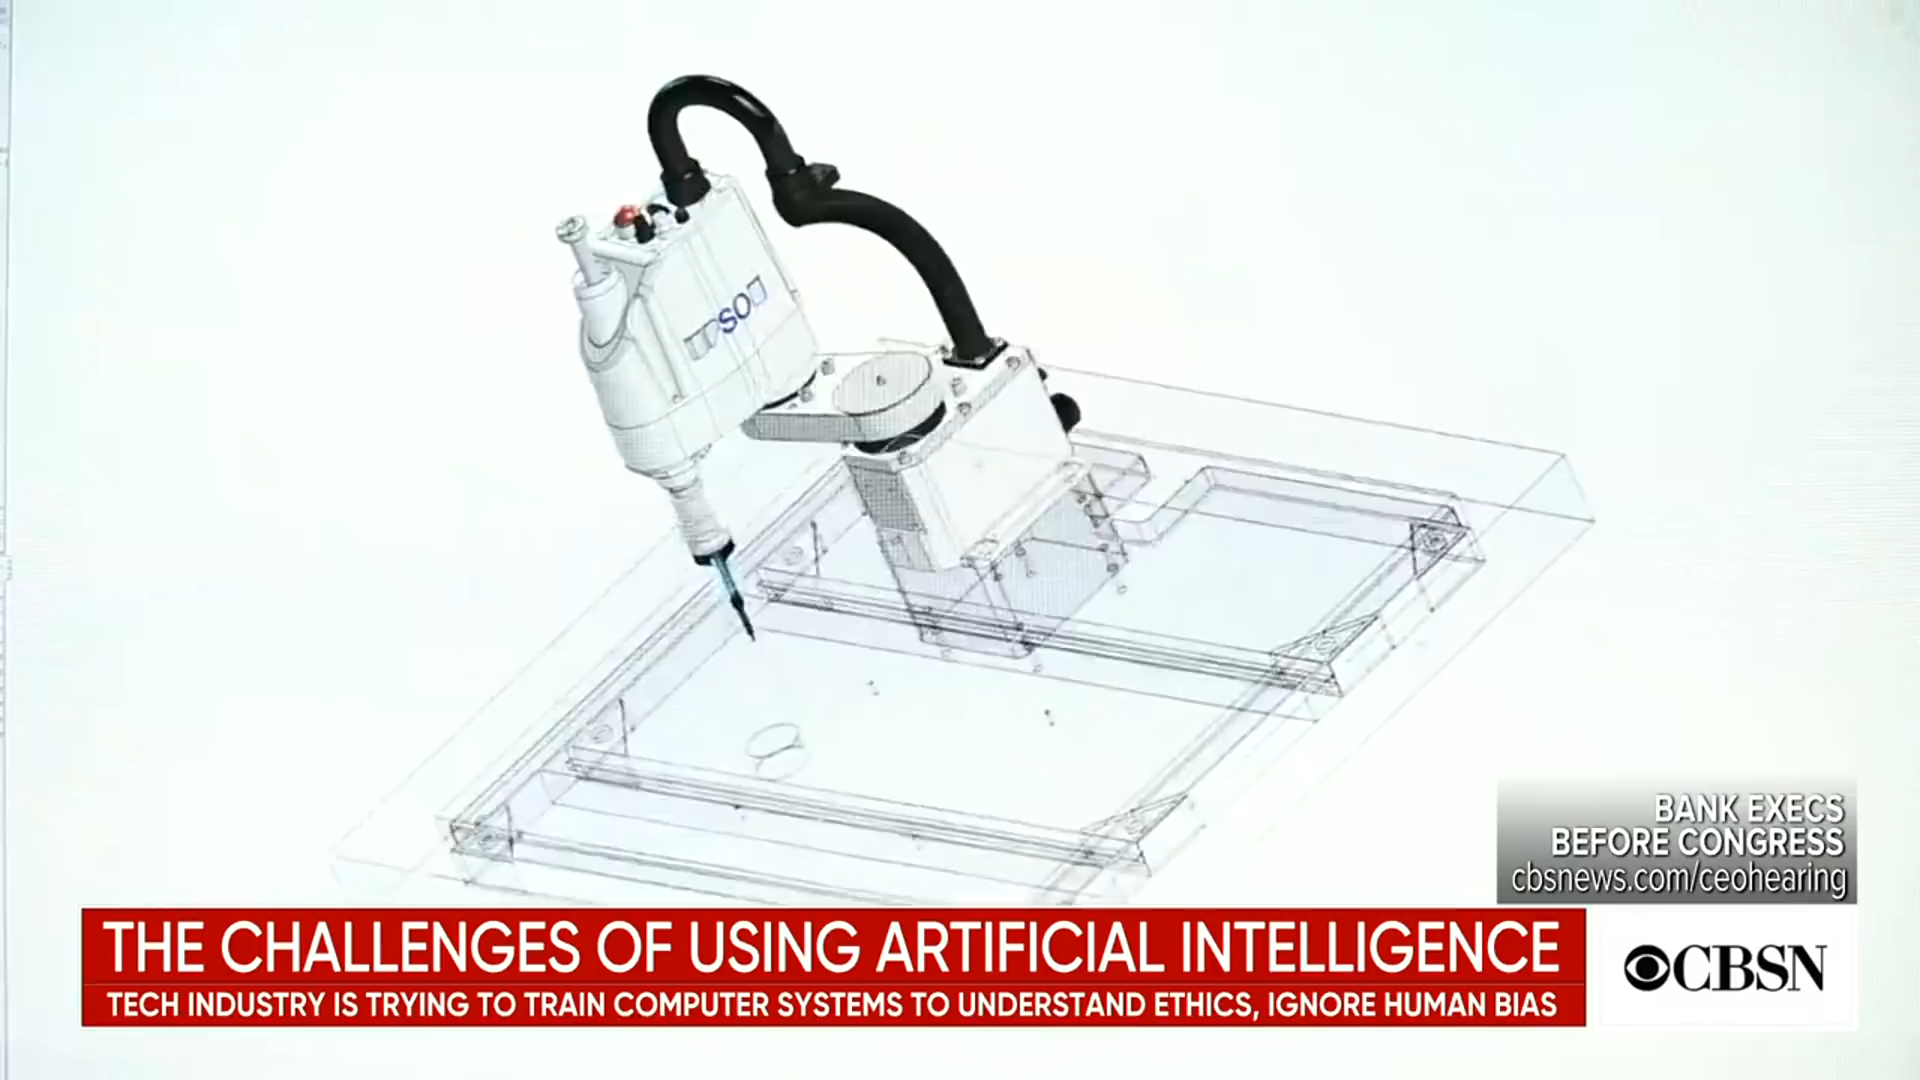 BANK EXECS
BEFORE CONGRESS
cbsnews.com/ceohearing
THE CHALLENGES OF USING ARTIFICIAL INTELLIGENCE
TECH INDUSTRY IS TRYING TO TRAIN COMPUTER SYSTEMS TO UNDERSTAND ETHICS, IGNORE HUMAN BIAS
CBSN